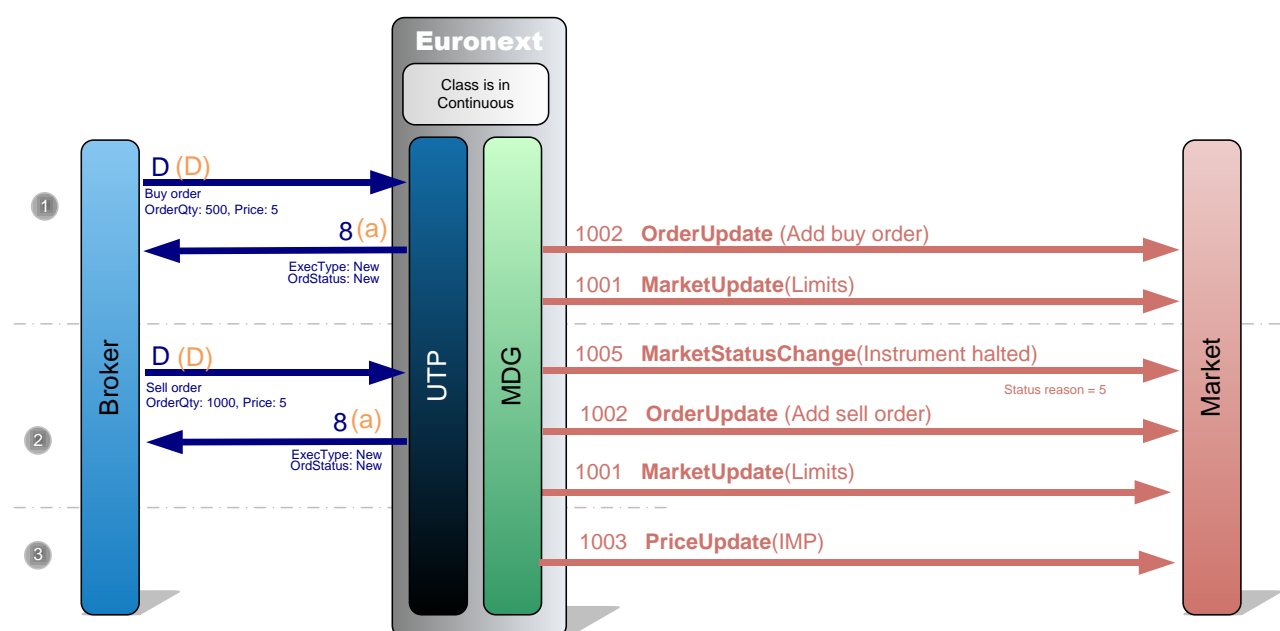 Euronext
Class is in
Continuous
Broker
UTP
MDG
Market
1
D (D)
Buy order
OrderQty: 500, Price: 5
8 (a)
ExecType: New
OrdStatus: New
1002 OrderUpdate (Add buy order)
1001 MarketUpdate(Limits)
2
D (D)
Sell order
OrderQty: 1000, Price: 5
8 (a)
ExecType: New
OrdStatus: New
1005 MarketStatusChange(Instrument halted)
Status reason = 5
1002 OrderUpdate (Add sell order)
1001 MarketUpdate(Limits)
3
1003 PriceUpdate(IMP)